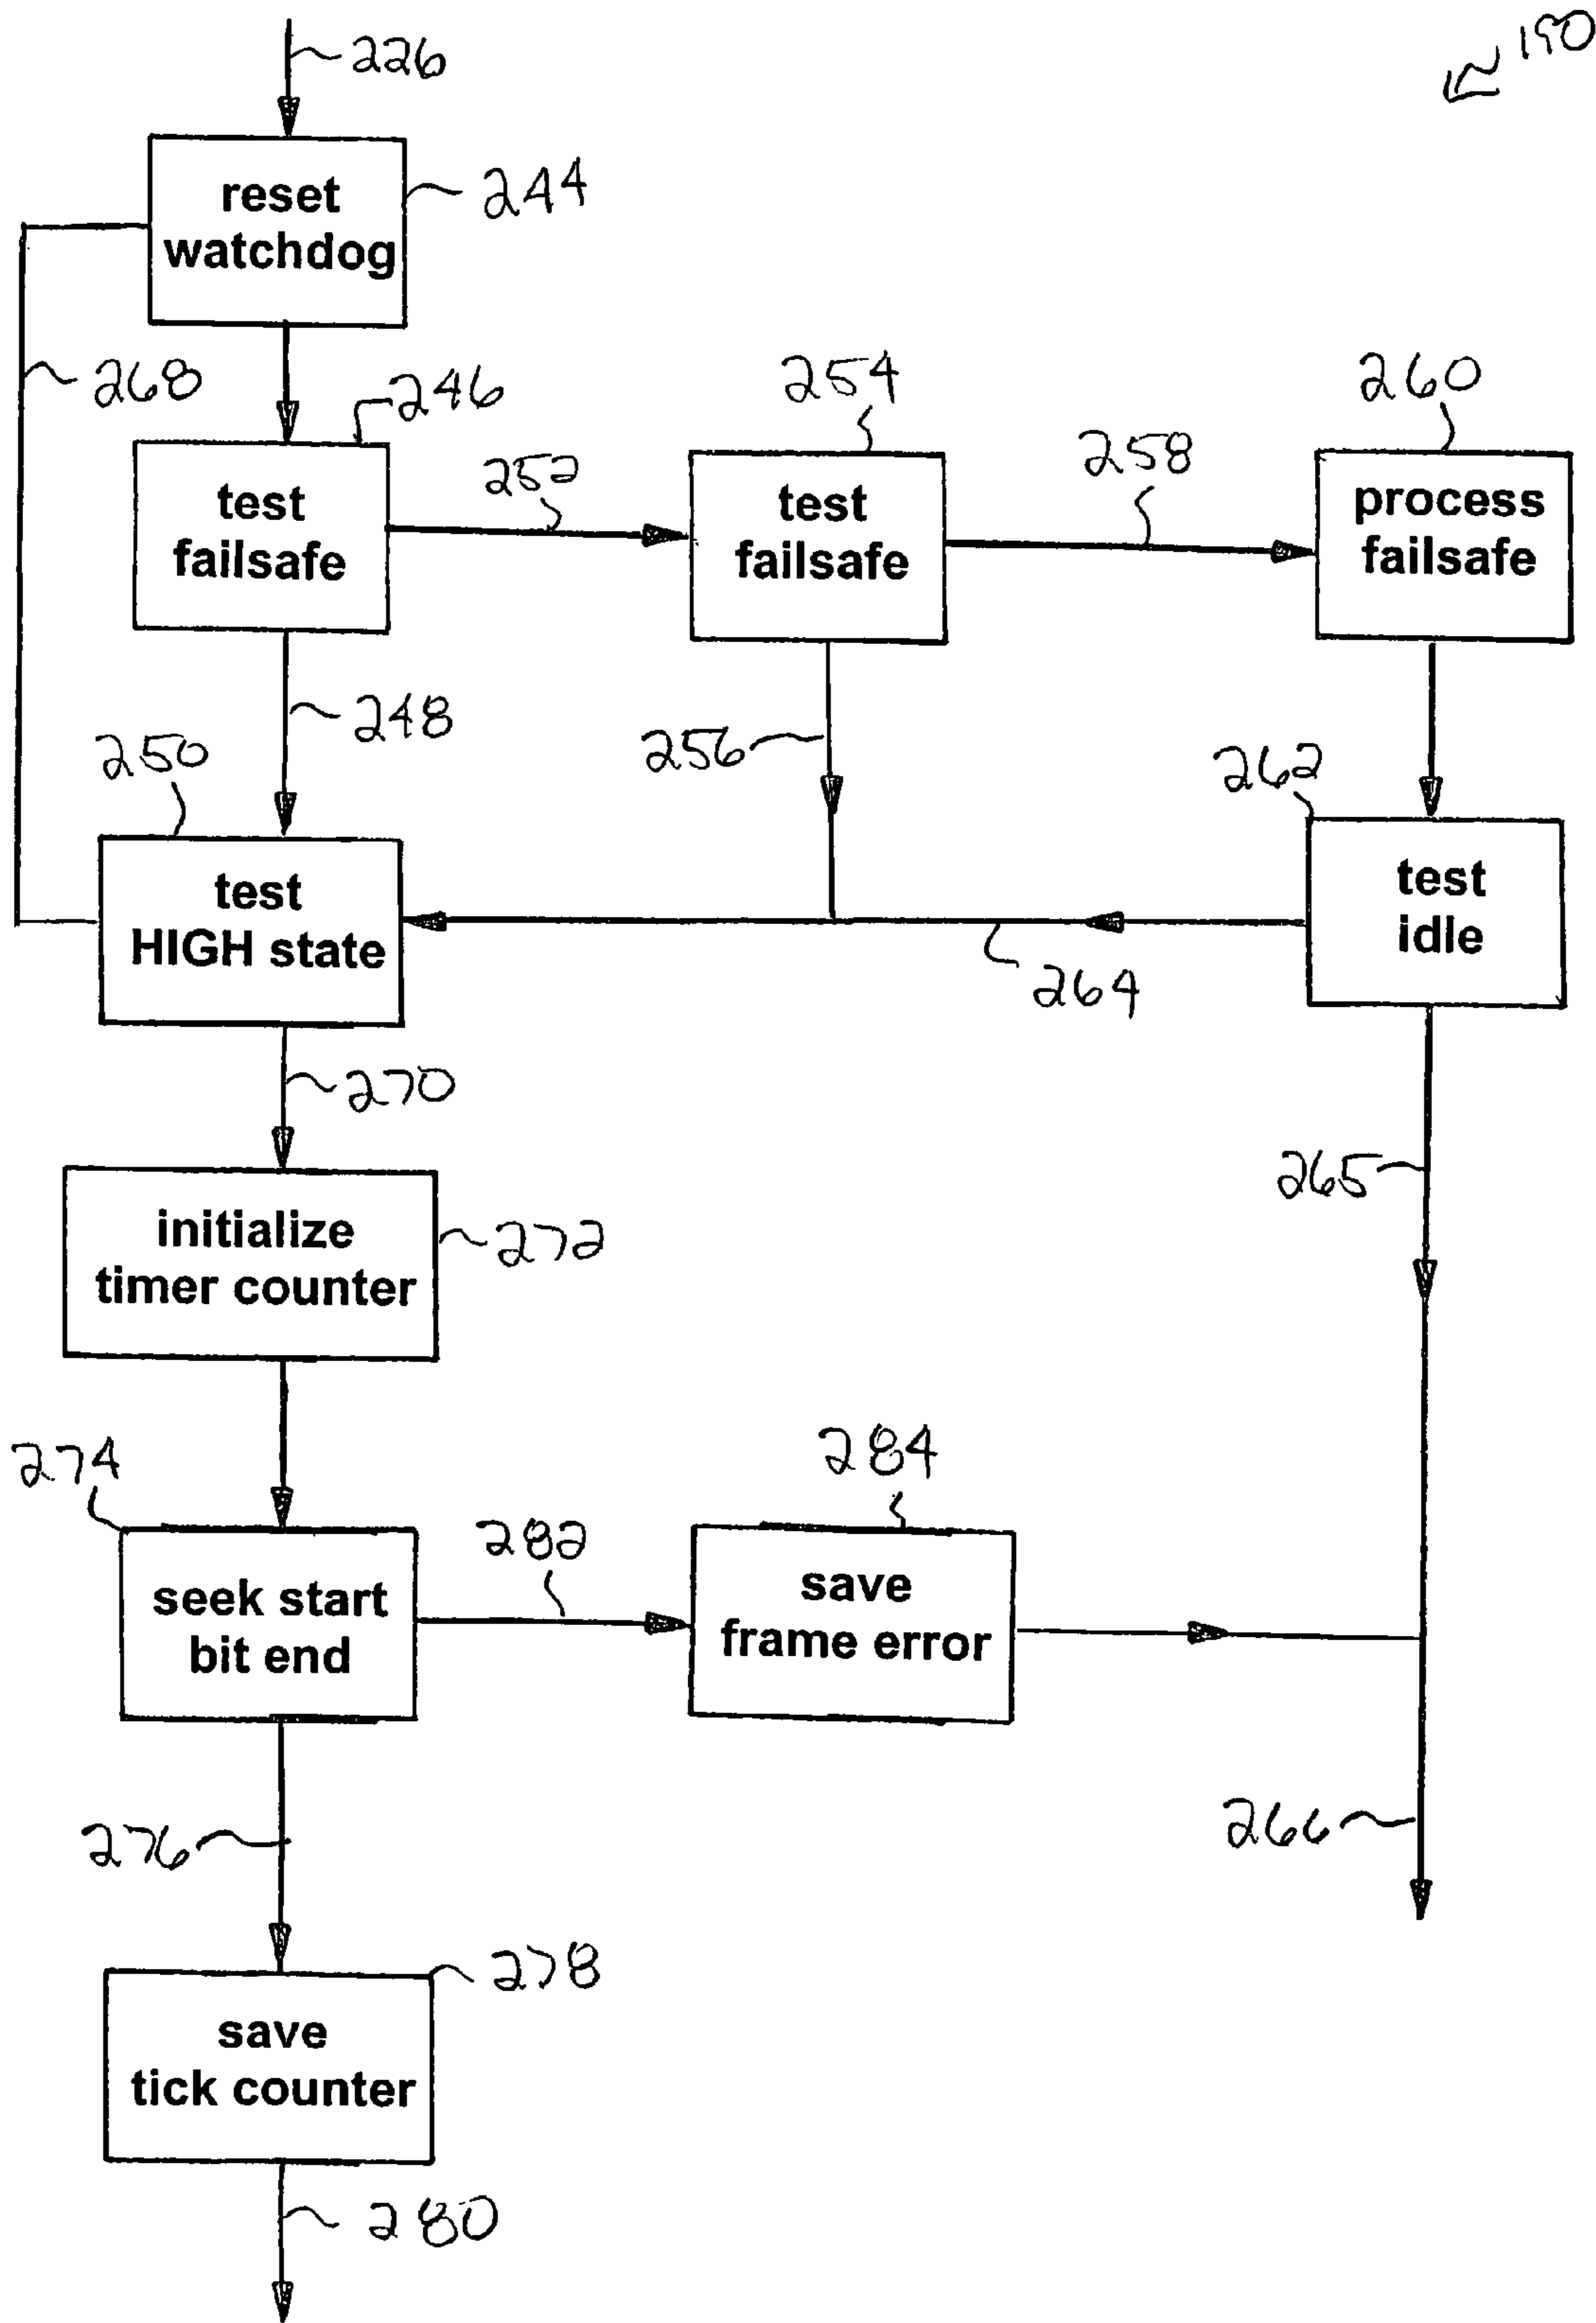 226
190
reset
watchdog
244
268
246
254
260
252
258
test
failsafe
test
failsafe
process
failsafe
248
256
250
262
test
HIGH state
test
idle
264
270
265
initialize
timer counter
272
274
284
282
seek start
bit end
save
frame error
276
266
278
save
tick counter
280